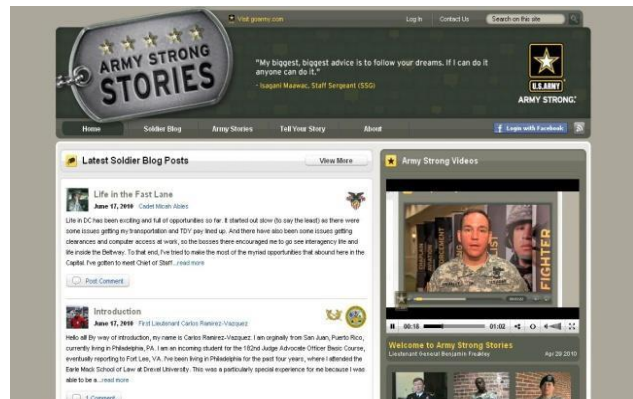 Visit goarmy.com
Log In
Contact Us
Search on this site
ARMY STRONG
STORIES
"My biggest, biggest advice is to follow your dreams. If I can do it
anyone can do it."
- Isagani Maawac, Staff Sergeant (SSG)
U.S.ARMY
ARMY STRONG.
Home
Soldier Blog
Army Stories
Tell Your Story
About
Login with Facebook
Latest Soldier Blog Posts
View More
Life in the Fast Lane
June 17, 2010 Cadet Micah Ables
Life in DC has been exciting and full of opportunities so far. It started out slow (to say the least) as there were
some issues getting my transportation and TDY pay lined up. And there have also been some issues getting
clearances and computer access at work, so the bosses there encouraged me to go see interagency life and
life inside the Beltway. To that end, I've tried to make the most of the myriad opportunities that abound here in the
Capital. I've gotten to meet Chief of Staff...read more
Post Comment
Introduction
June 17, 2010 First Lieutenant Carlos Ramirez-Vazquez
Hello all! By way of introduction, my name is Carlos Ramirez-Vazquez. I am orginally from San Juan, Puerto Rico,
currently living in Philadelphia, PA. I am an incoming student for the 182nd Judge Advocate Officer Basic Course,
eventually reporting to Fort Lee, VA. I've been living in Philadelphia for the past four years, where I attended the
Earle Mack School of Law at Drexel University. This was a particularly special experience for me because I was
able to be a...read more
1 Comment
Army Strong Videos
FIGHTER
00:18
01:02
Welcome to Army Strong Stories
Lieutenant General Benjamin Freakley
Apr 29 2010